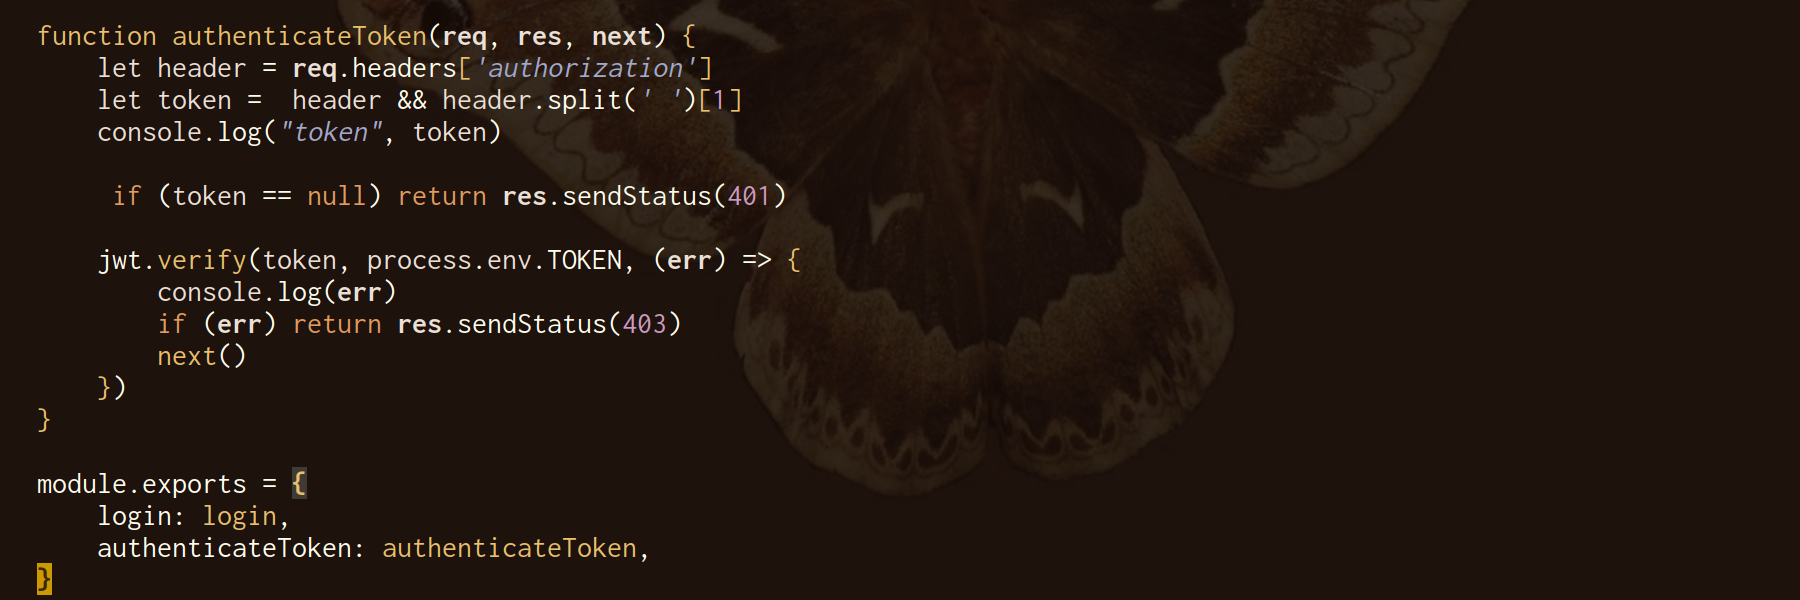 function authenticateToken(req, res, next) {
    let header = req.headers['authorization']
    let token =  header && header.split(' ')[1]
    console.log("token", token)

     if (token == null) return res.sendStatus(401)

    jwt.verify(token, process.env.TOKEN, (err) => {
        console.log(err)
        if (err) return res.sendStatus(403)
        next()
    })
}

module.exports = {
    login: login,
    authenticateToken: authenticateToken,
}